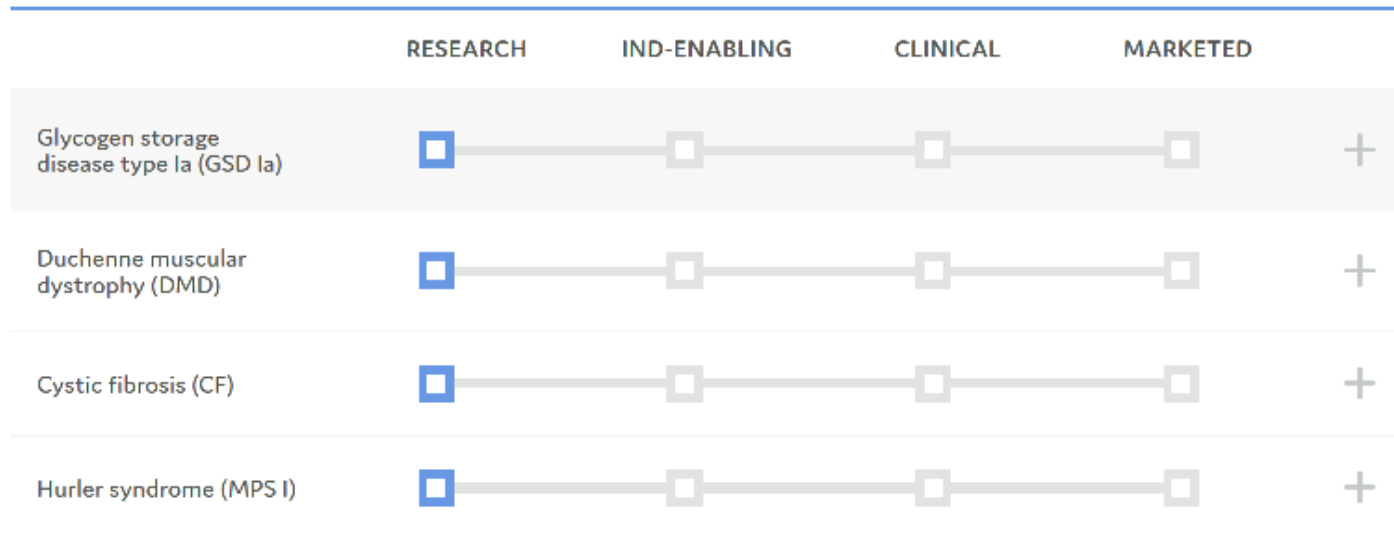 RESEARCH IND-ENABLING CLINICAL MARKETED
Glycogen storage
disease type Ia (GSD Ia)
Duchenne muscular
dystrophy (DMD)
Cystic fibrosis (CF)
Hurler syndrome (MPS I)